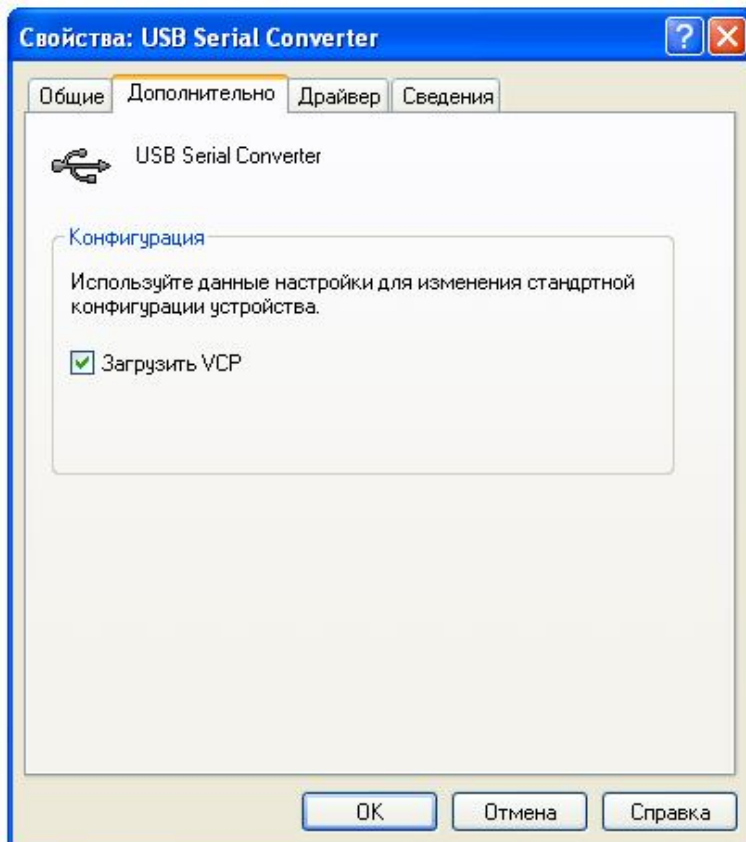 Свойства: USB Serial Converter
Общие Дополнительно Драйвер Сведения
USB Serial Converter
Конфигурация
Используйте данные настройки для изменения стандртной
конфигурации устройства.
Загрузить VCP
OK Отмена Справка